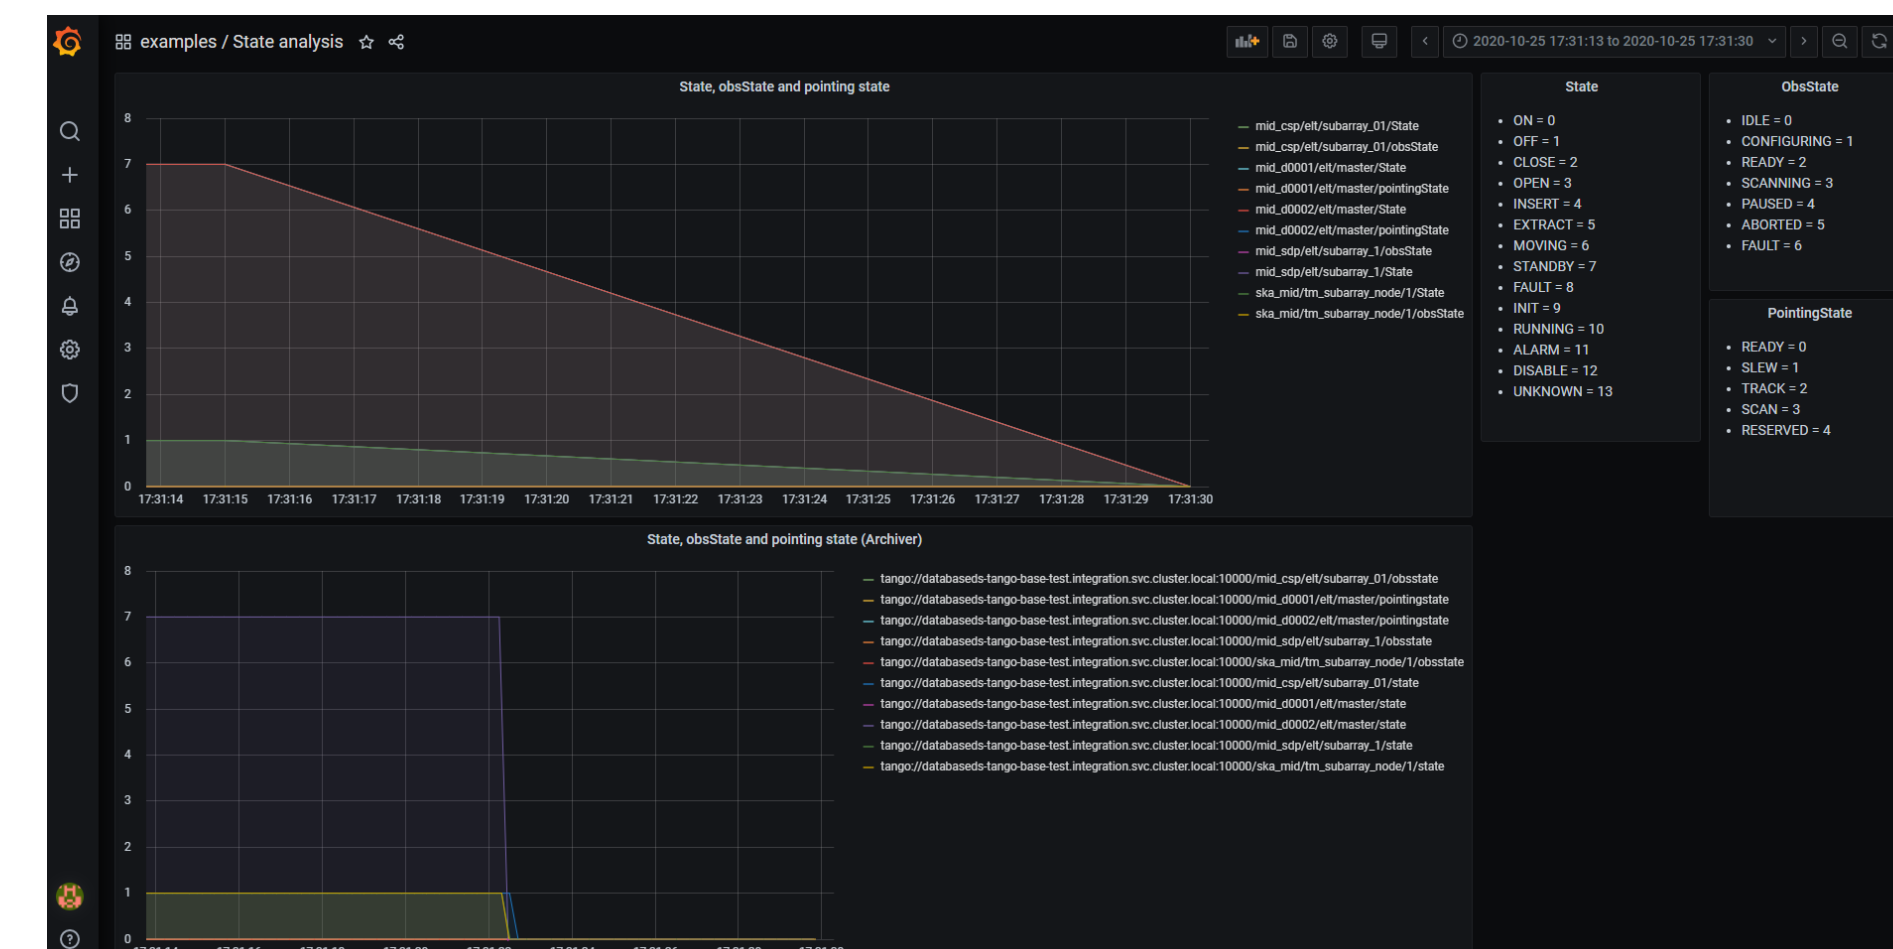 examples / State analysis
2020-10-25 17:31:13 to 2020-10-25 17:31:30
State, obsState and pointing state
8
7
6
5
4
3
2
1
0
17:31:14 17:31:15 17:31:16 17:31:17 17:31:18 17:31:19 17:31:20 17:31:21 17:31:22 17:31:23 17:31:24 17:31:25 17:31:26 17:31:27 17:31:28 17:31:29 17:31:30
mid_csp/elt/subarray_01/State
mid_csp/elt/subarray_01/obsState
mid_d0001/elt/master/State
mid_d0001/elt/master/pointingState
mid_d0002/elt/master/State
mid_d0002/elt/master/pointingState
mid_sdp/elt/subarray_1/obsState
mid_sdp/elt/subarray_1/State
ska_mid/tm_subarray_node/1/State
ska_mid/tm_subarray_node/1/obsState
State
• ON = 0
• OFF = 1
• CLOSE = 2
• OPEN = 3
• INSERT = 4
• EXTRACT = 5
• MOVING = 6
• STANDBY = 7
• FAULT = 8
• INIT = 9
• RUNNING = 10
• ALARM = 11
• DISABLE = 12
• UNKNOWN = 13
ObsState
• IDLE = 0
• CONFIGURING = 1
• READY = 2
• SCANNING = 3
• PAUSED = 4
• ABORTED = 5
• FAULT = 6
PointingState
• READY = 0
• SLEW = 1
• TRACK = 2
• SCAN = 3
• RESERVED = 4
State, obsState and pointing state (Archiver)
8
7
6
5
4
3
2
1
0
tango://databaseds-tango-base-test.integration.svc.cluster.local:10000/mid_csp/elt/subarray_01/obsstate
tango://databaseds-tango-base-test.integration.svc.cluster.local:10000/mid_d0001/elt/master/pointingstate
tango://databaseds-tango-base-test.integration.svc.cluster.local:10000/mid_d0002/elt/master/pointingstate
tango://databaseds-tango-base-test.integration.svc.cluster.local:10000/mid_sdp/elt/subarray_1/obsstate
tango://databaseds-tango-base-test.integration.svc.cluster.local:10000/ska_mid/tm_subarray_node/1/obsstate
tango://databaseds-tango-base-test.integration.svc.cluster.local:10000/mid_csp/elt/subarray_01/state
tango://databaseds-tango-base-test.integration.svc.cluster.local:10000/mid_d0001/elt/master/state
tango://databaseds-tango-base-test.integration.svc.cluster.local:10000/mid_d0002/elt/master/state
tango://databaseds-tango-base-test.integration.svc.cluster.local:10000/mid_sdp/elt/subarray_1/state
tango://databaseds-tango-base-test.integration.svc.cluster.local:10000/ska_mid/tm_subarray_node/1/state